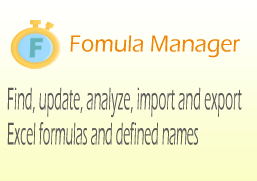 F
Fomula Manager
Find, update, analyze, import and export
Excel formulas and defined names